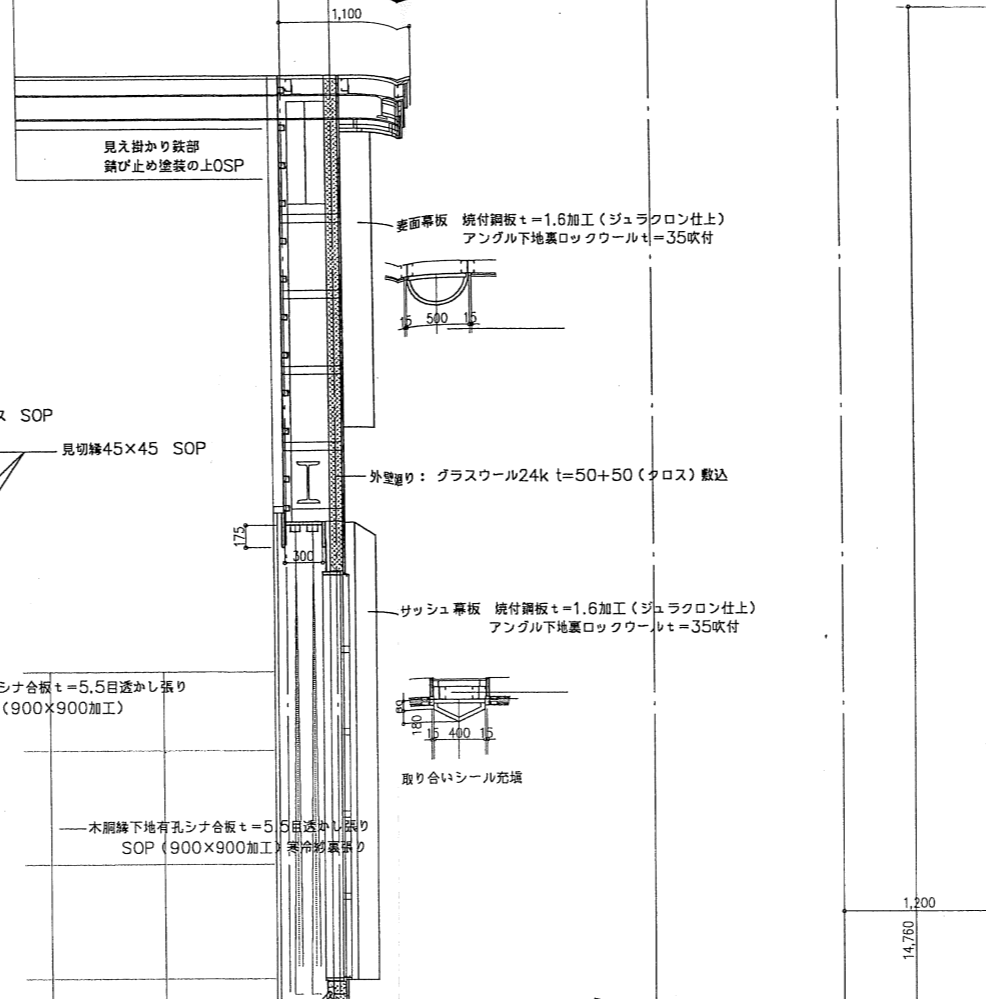 1,100
見え掛かり鉄部
錆び止め塗装の上OSP
妻面幕板 焼付鋼板t=1.6加工(ジュラクロン仕上)
アングル下地裏ロックウールt=35吹付
15 500 15
ス SOP
見切縁45×45 SOP
外壁廻り: グラスウール24k t=50+50(クロス)敷込
175
300
サッシュ幕板 焼付鋼板t=1.6加工(ジュラクロン仕上)
アングル下地裏ロックウールt=35吹付
シナ合板t=5.5目透かし張り
(900×900加工)
180
15 400 15
取り合いシール充填
木胴縁下地有孔シナ合板t=5.5目透かし張り
SOP(900×900加工)寒冷紗裏張り
1,200
14,760